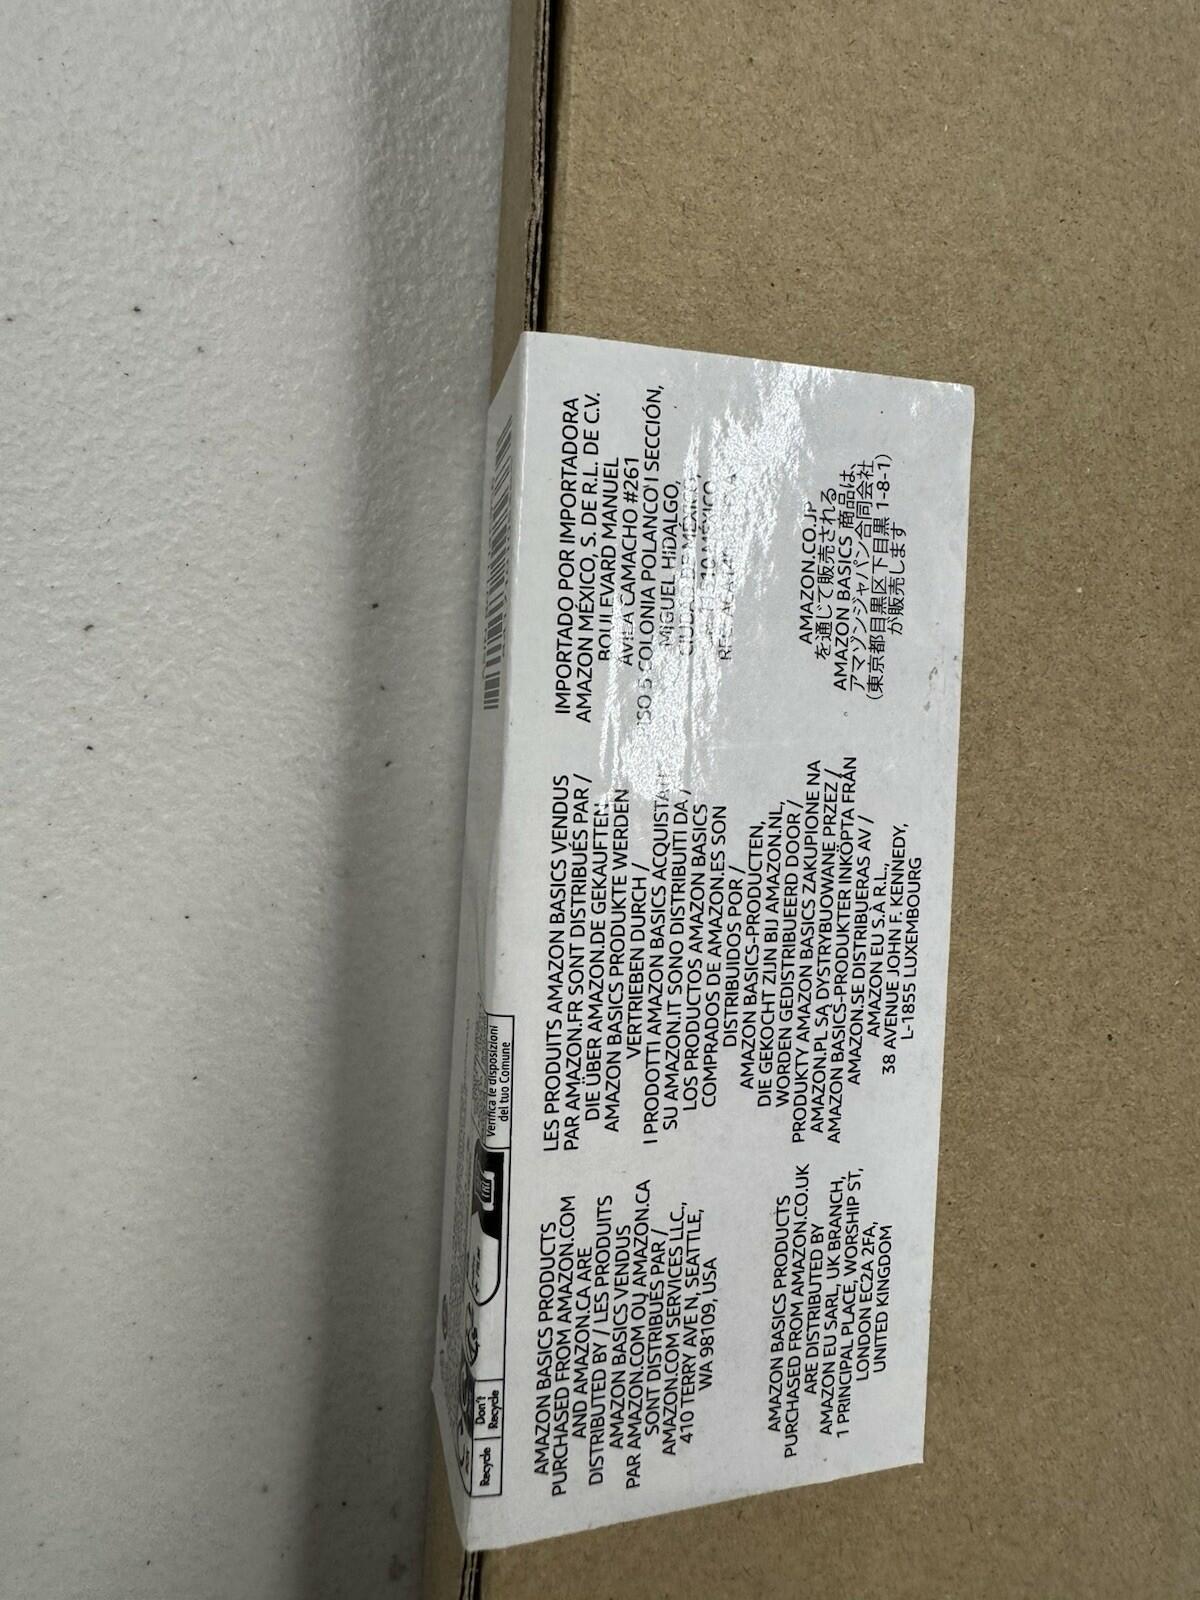 Recycle
Don't
Recycle
Verifica le disposizioni
del tuo Comune
AMAZON BASICS PRODUCTS
PURCHASED FROM AMAZON.COM
AND AMAZON.CA ARE
DISTRIBUTED BY / LES PRODUITS
AMAZON BASICS VENDUS
PAR AMAZON.COM OU AMAZON.CA
SONT DISTRIBUÉS PAR /
AMAZON.COM SERVICES LLC.,
410 TERRY AVE N, SEATTLE,
WA 98109, USA
AMAZON BASICS PRODUCTS
PURCHASED FROM AMAZON.CO.UK
ARE DISTRIBUTED BY
AMAZON EU SARL, UK BRANCH,
1 PRINCIPAL PLACE, WORSHIP ST,
LONDON EC2A 2FA,
UNITED KINGDOM
LES PRODUITS AMAZON BASICS VENDUS
PAR AMAZON.FR SONT DISTRIBUÉS PAR /
DIE ÜBER AMAZON.DE GEKAUFTEN
AMAZON BASICS PRODUKTE WERDEN
VERTRIEBEN DURCH /
I PRODOTTI AMAZON BASICS
SU AMAZON.IT SONO DISTRIBUITI DA /
LOS PRODUCTOS AMAZON BASICS
COMPRADOS DE AMAZON.ES SON
DISTRIBUIDOS POR /
AMAZON BASICS-PRODUCTEN,
DIE GEKOCHT ZIJN BIJ AMAZON.NL,
WORDEN GEDISTRIBUEERD DOOR /
PRODUKTY AMAZON BASICS ZAKUPIONE NA
AMAZON.PL SĄ DYSTRYBUOWANE PRZEZ /
AMAZON BASICS-PRODUKTER INKÖPTA FRÅN
AMAZON.SE DISTRIBUERAS AV /
AMAZON EU S.À R.L.,
38 AVENUE JOHN F. KENNEDY,
L-1855 LUXEMBOURG
IMPORTADO POR IMPORTADORA
AMAZON MÉXICO, S. DE R.L. DE C.V.
BOULEVARD MANUEL
ÁVILA CAMACHO #261
COLONIA POLANCO I SECCIÓN,
MIGUEL HIDALGO,
DE MÉXICO,
MÉXICO
AMAZON.CO.JP
を通じて販売される
AMAZON BASICS 商品は、
アマゾンジャパン合同会社
(東京都目黒区下目黒 1-8-1)
が販売します